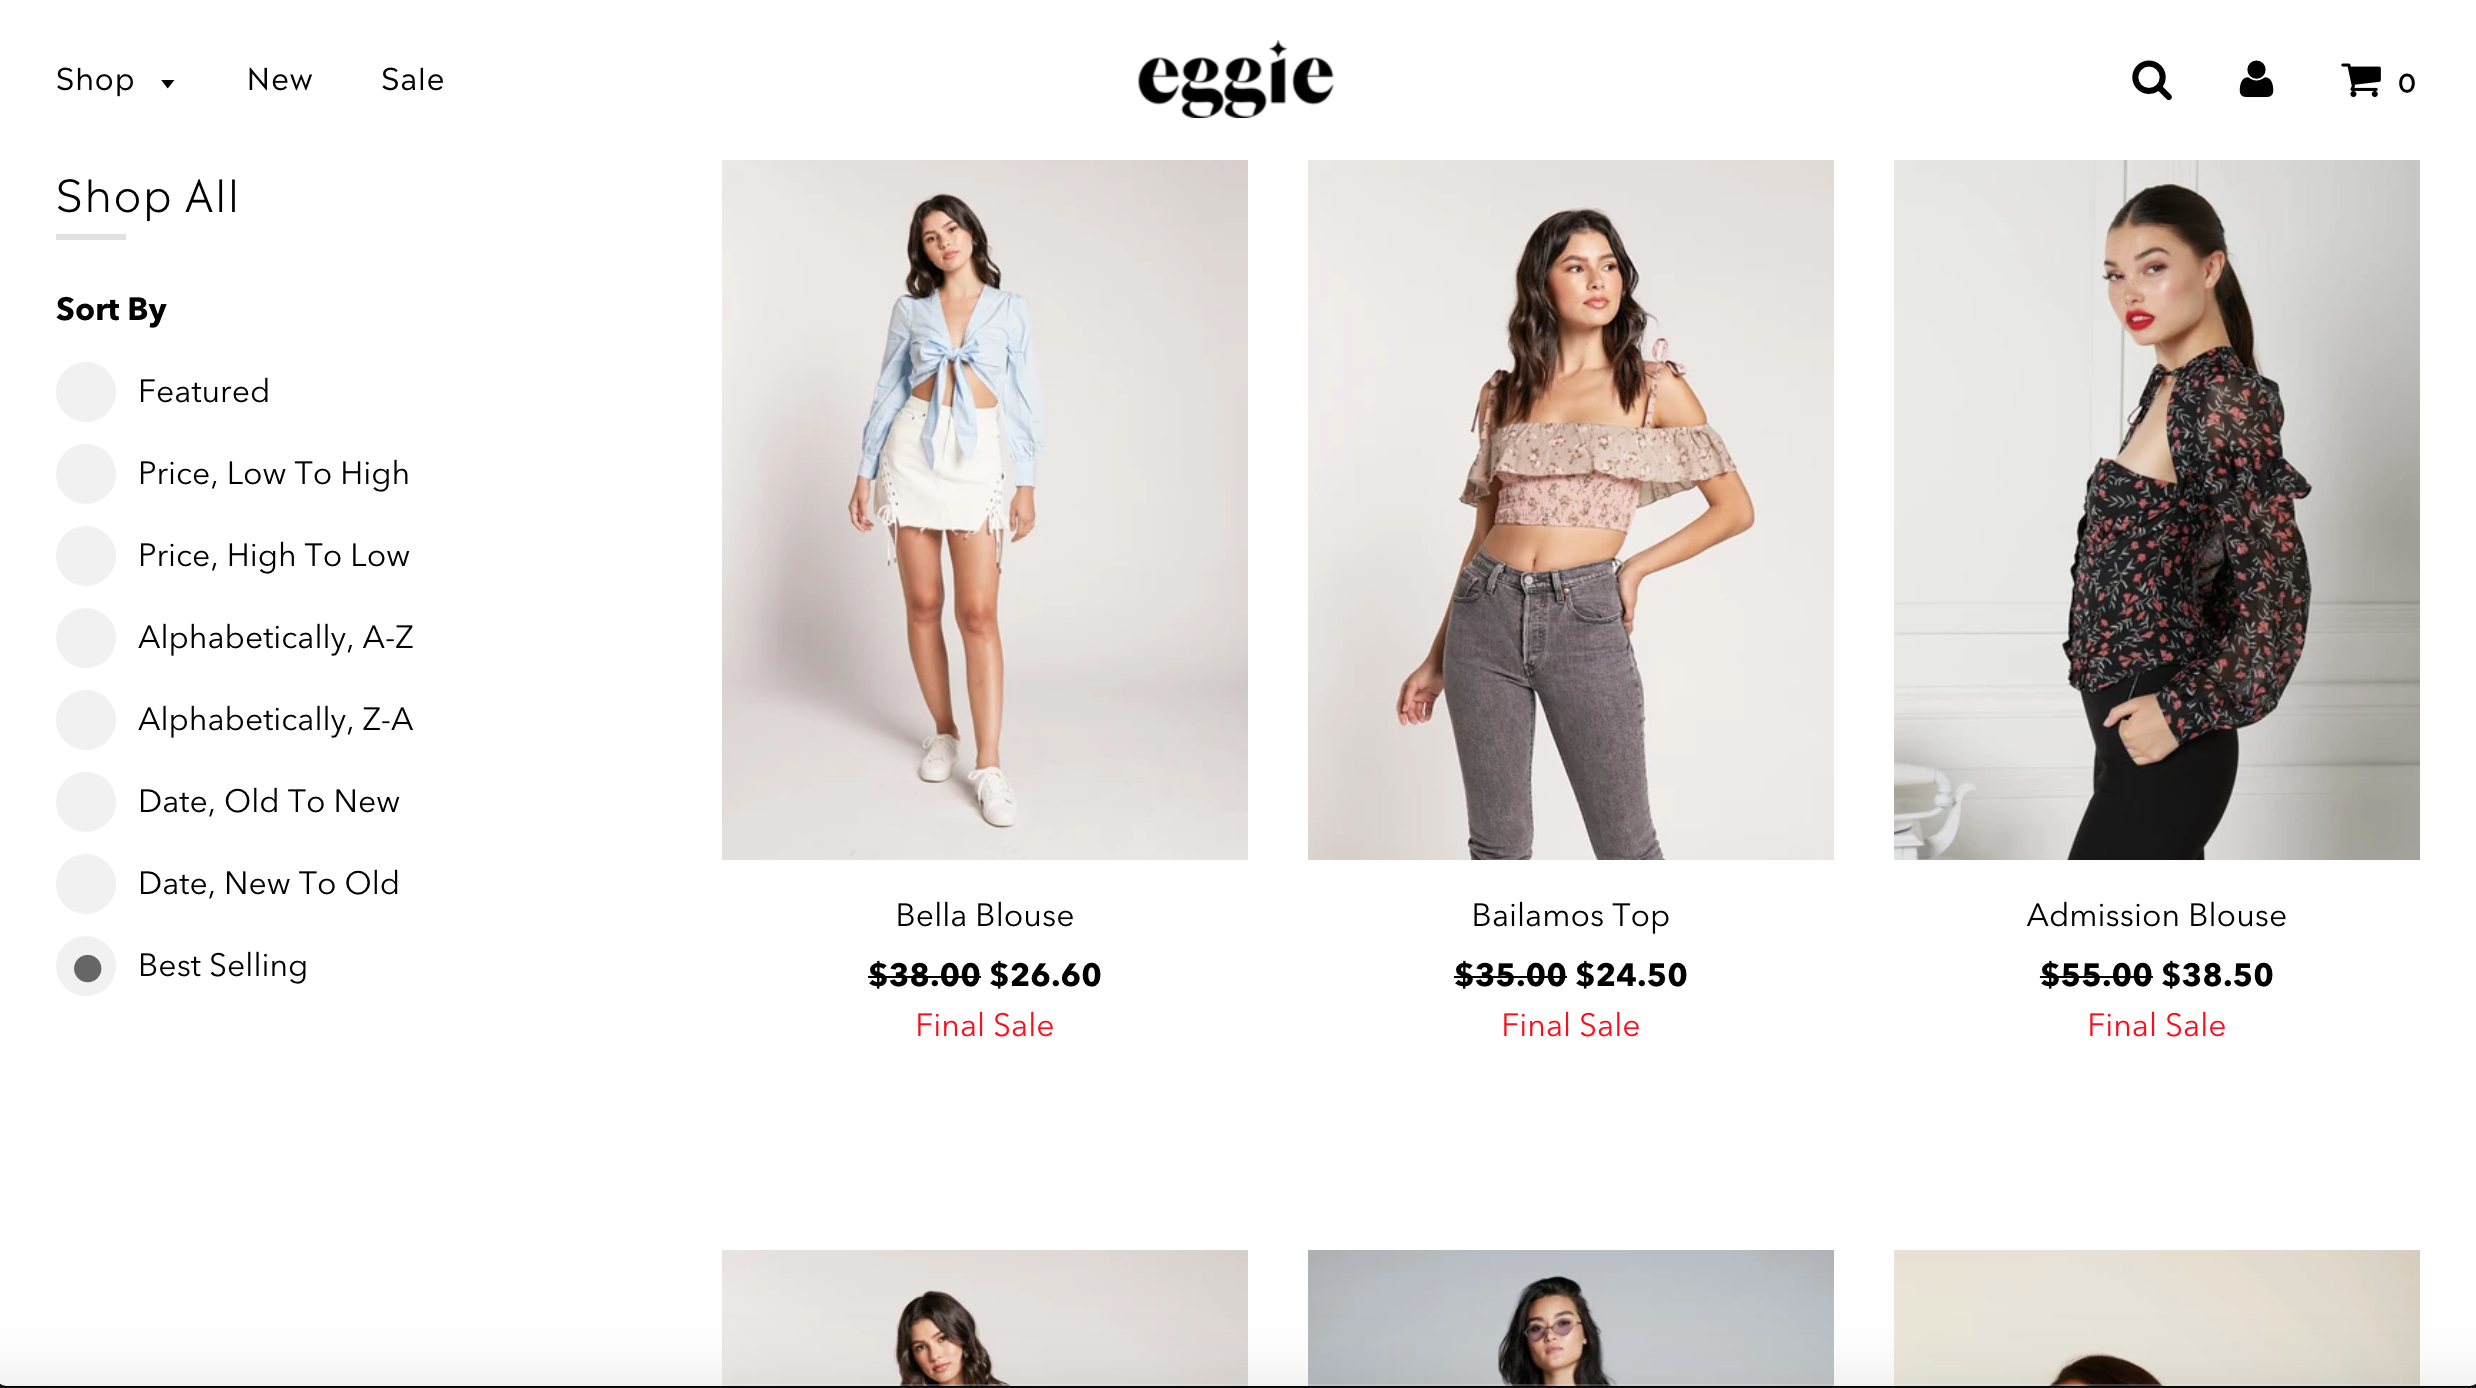 Shop
New
Sale
eggie
0
Shop All
Sort By
Featured
Price, Low To High
Price, High To Low
Alphabetically, A-Z
Alphabetically, Z-A
Date, Old To New
Date, New To Old
Best Selling
Bella Blouse
$38.00 $26.60
Final Sale
Bailamos Top
$35.00 $24.50
Final Sale
Admission Blouse
$55.00 $38.50
Final Sale